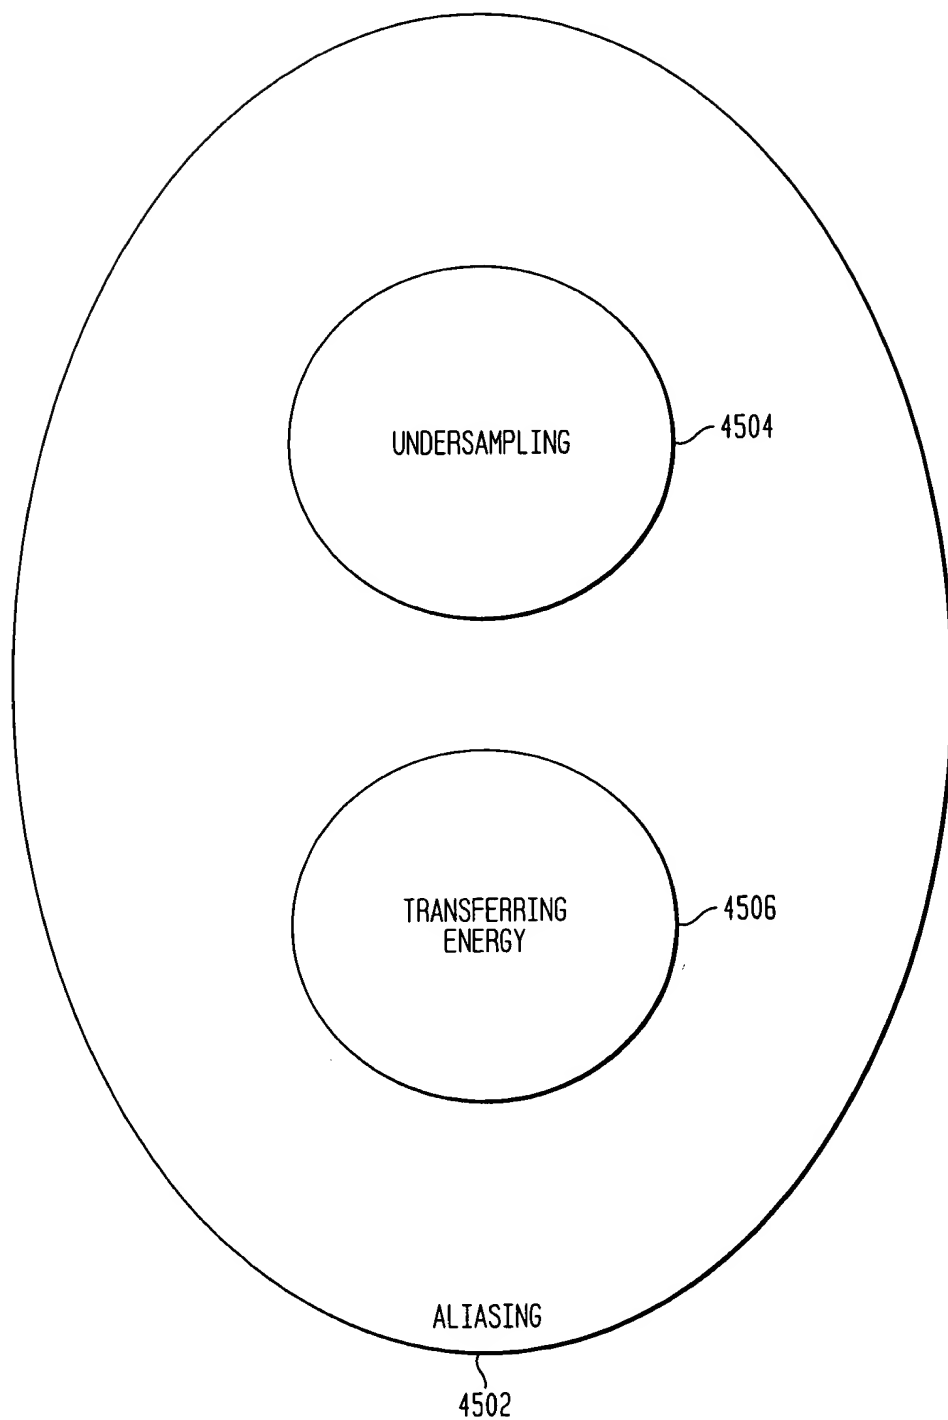 UNDERSAMPLING
4504
TRANSFERRING
ENERGY
4506
ALIASING
4502